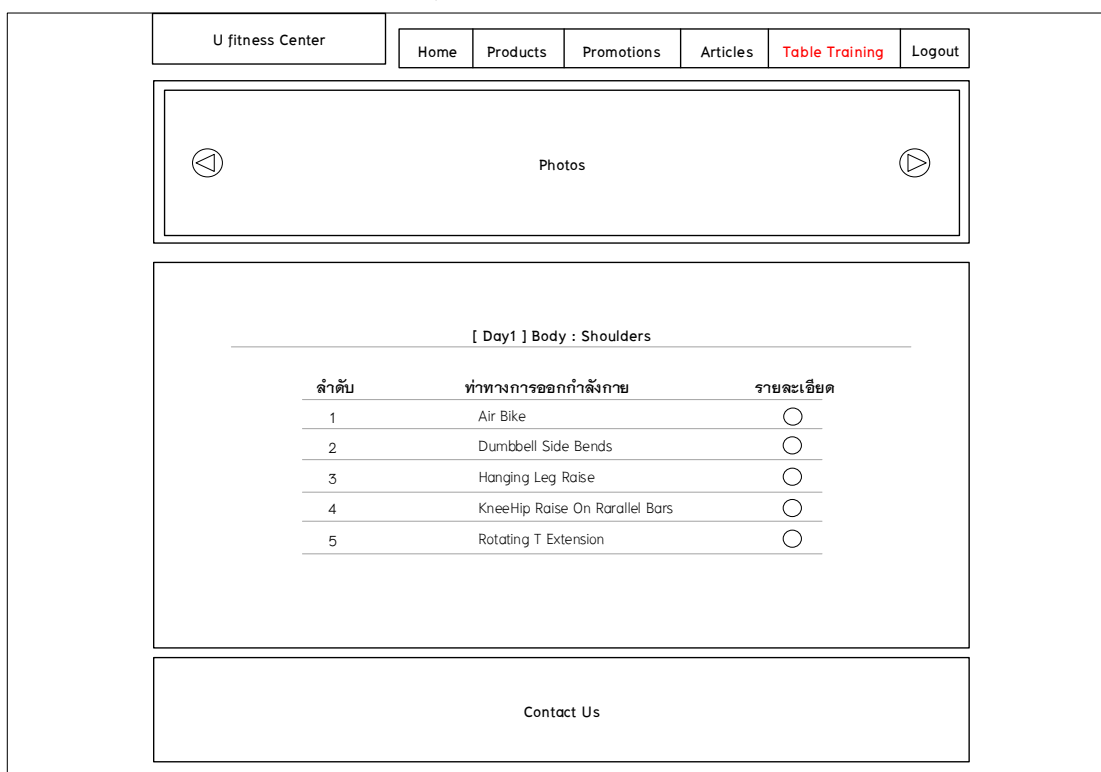 U fitness Center
Home Products Promotions Articles Table Training Logout
Photos
[ Day1 ] Body : Shoulders
ลำดับ ท่าทางการออกกำลังกาย รายละเอียด
1 Air Bike
2 Dumbbell Side Bends
3 Hanging Leg Raise
4 KneeHip Raise On Rarallel Bars
5 Rotating T Extension
Contact Us